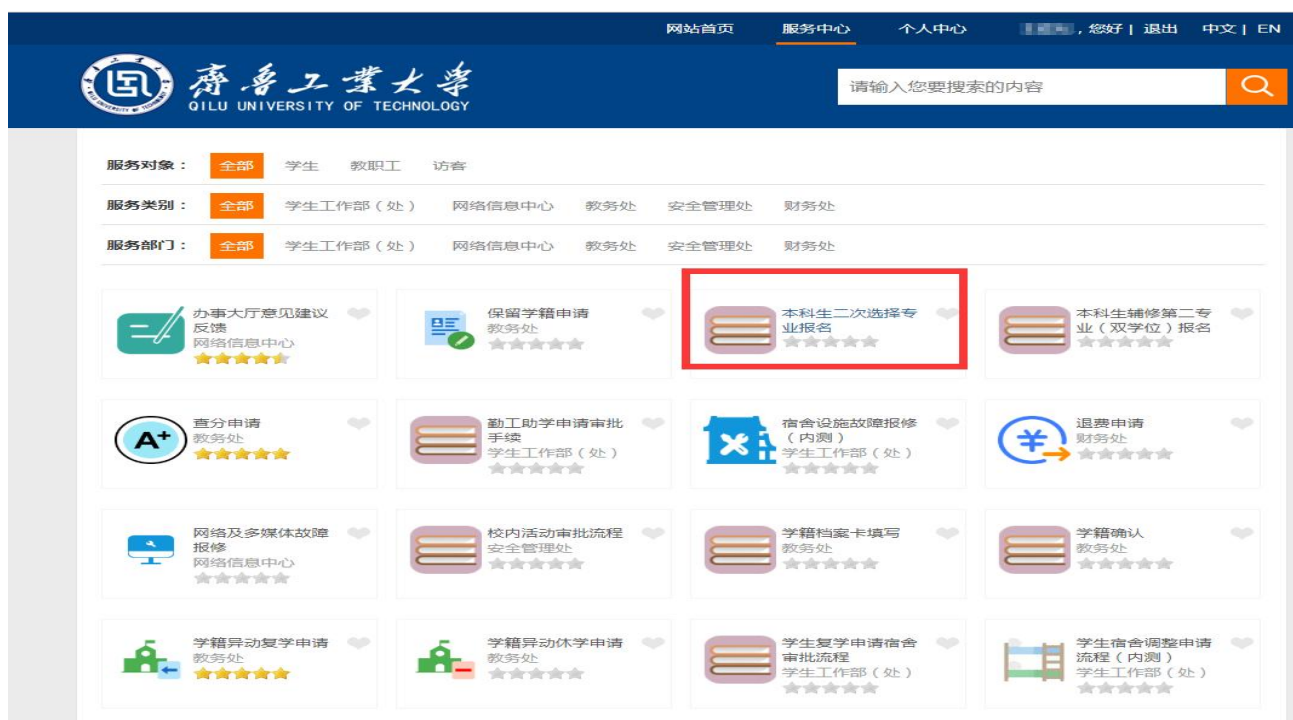 网站首页 服务中心 个人中心 , 您好 | 退出 中文 | EN
齊魯工業大學
QILU UNIVERSITY OF TECHNOLOGY
请输入您要搜索的内容
服务对象： 全部 学生 教职工 访客
服务类别： 全部 学生工作部（处） 网络信息中心 教务处 安全管理处 财务处
服务部门： 全部 学生工作部（处） 网络信息中心 教务处 安全管理处 财务处
办事大厅意见建议
反馈
网络信息中心
保留学籍申请
教务处
本科生二次选择专
业报名
本科生辅修第二专
业（双学位）报名
A+
查分申请
教务处
勤工助学申请审批
手续
学生工作部（处）
宿舍设施故障报修
（内测）
学生工作部（处）
¥
退费申请
财务处
网络及多媒体故障
报修
网络信息中心
校内活动审批流程
安全管理处
学籍档案卡填写
教务处
学籍确认
教务处
学籍异动复学申请
教务处
学籍异动休学申请
教务处
学生复学申请宿舍
审批流程
学生工作部（处）
学生宿舍调整申请
流程（内测）
学生工作部（处）